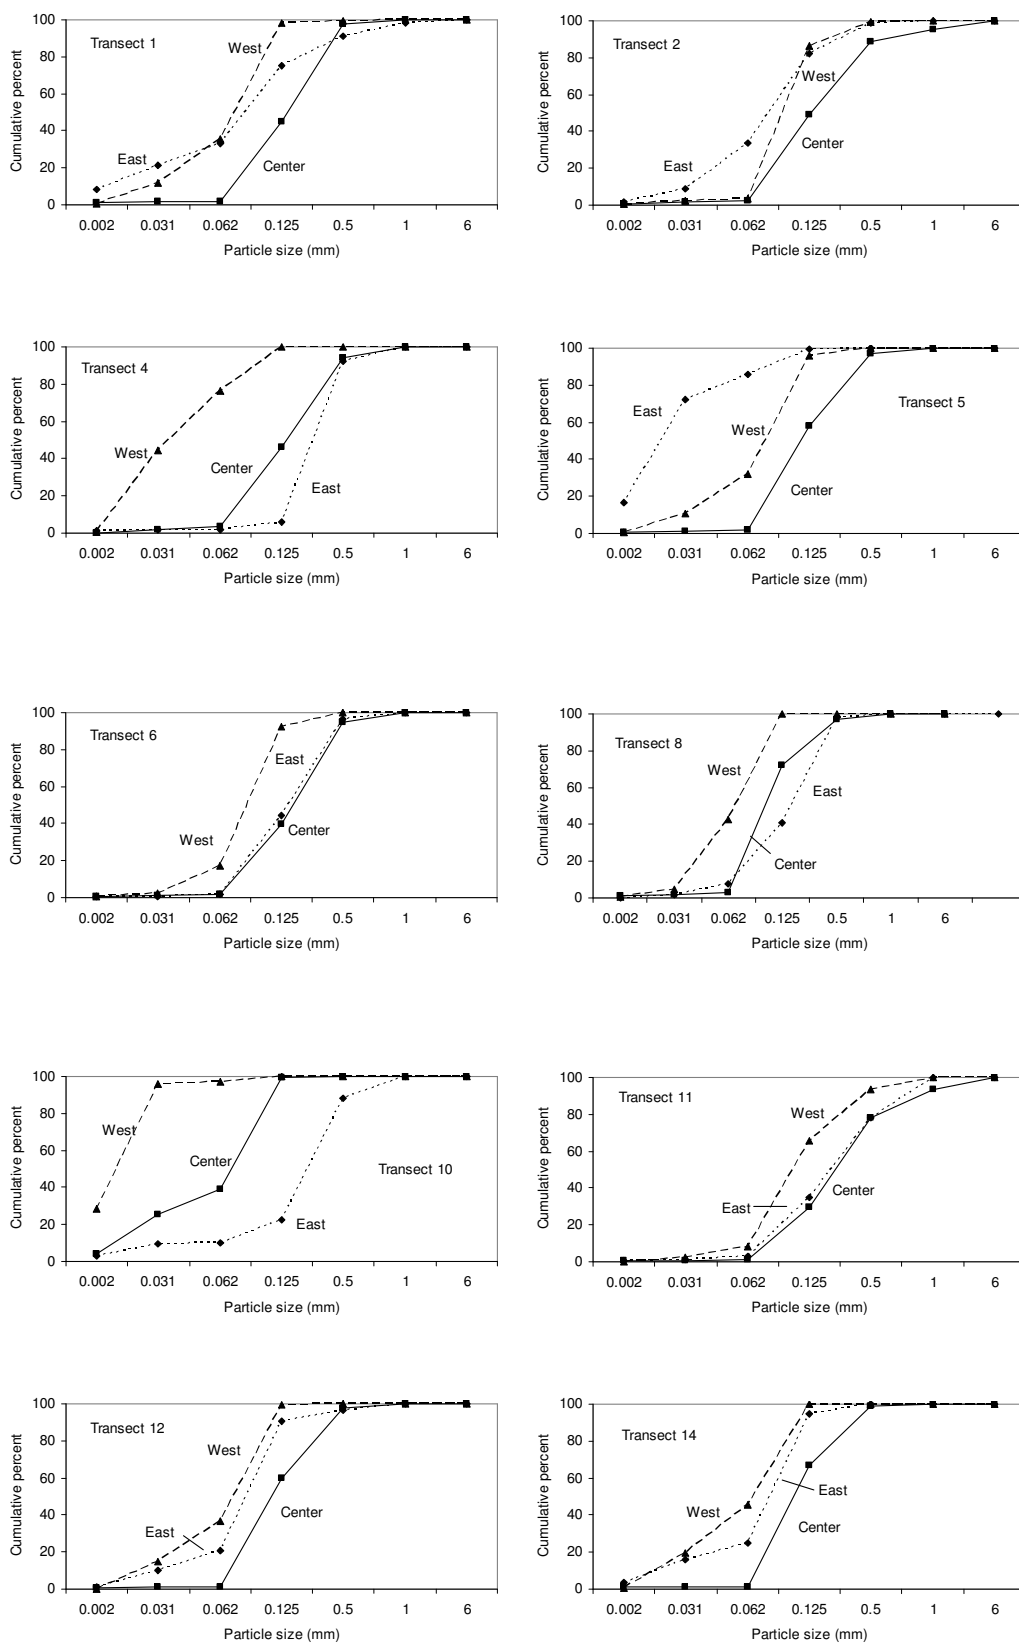 Transect 1
Cumulative percent
100
80
60
40
20
0
West
East
Center
0.002 0.031 0.062 0.125 0.5 1 6
Particle size (mm)
Transect 2
Cumulative percent
100
80
60
40
20
0
West
Center
East
0.002 0.031 0.062 0.125 0.5 1 6
Particle size (mm)
Transect 4
Cumulative percent
100
80
60
40
20
0
West
Center
East
0.002 0.031 0.062 0.125 0.5 1 6
Particle size (mm)
Transect 5
Cumulative percent
100
80
60
40
20
0
East
West
Center
0.002 0.031 0.062 0.125 0.5 1 6
Particle size (mm)
Transect 6
Cumulative percent
100
80
60
40
20
0
East
West
Center
0.002 0.031 0.062 0.125 0.5 1 6
Particle size (mm)
Transect 8
Cumulative percent
100
80
60
40
20
0
West
East
Center
0.002 0.031 0.062 0.125 0.5 1 6
Particle size (mm)
Cumulative percent
100
80
60
40
20
0
West
Center
Transect 10
East
0.002 0.031 0.062 0.125 0.5 1 6
Particle size (mm)
Transect 11
Cumulative percent
100
80
60
40
20
0
West
Center
East
0.002 0.031 0.062 0.125 0.5 1 6
Particle size (mm)
Transect 12
Cumulative percent
100
80
60
40
20
0
West
Center
East
0.002 0.031 0.062 0.125 0.5 1 6
Particle size (mm)
Transect 14
Cumulative percent
100
80
60
40
20
0
East
West
Center
0.002 0.031 0.062 0.125 0.5 1 6
Particle size (mm)